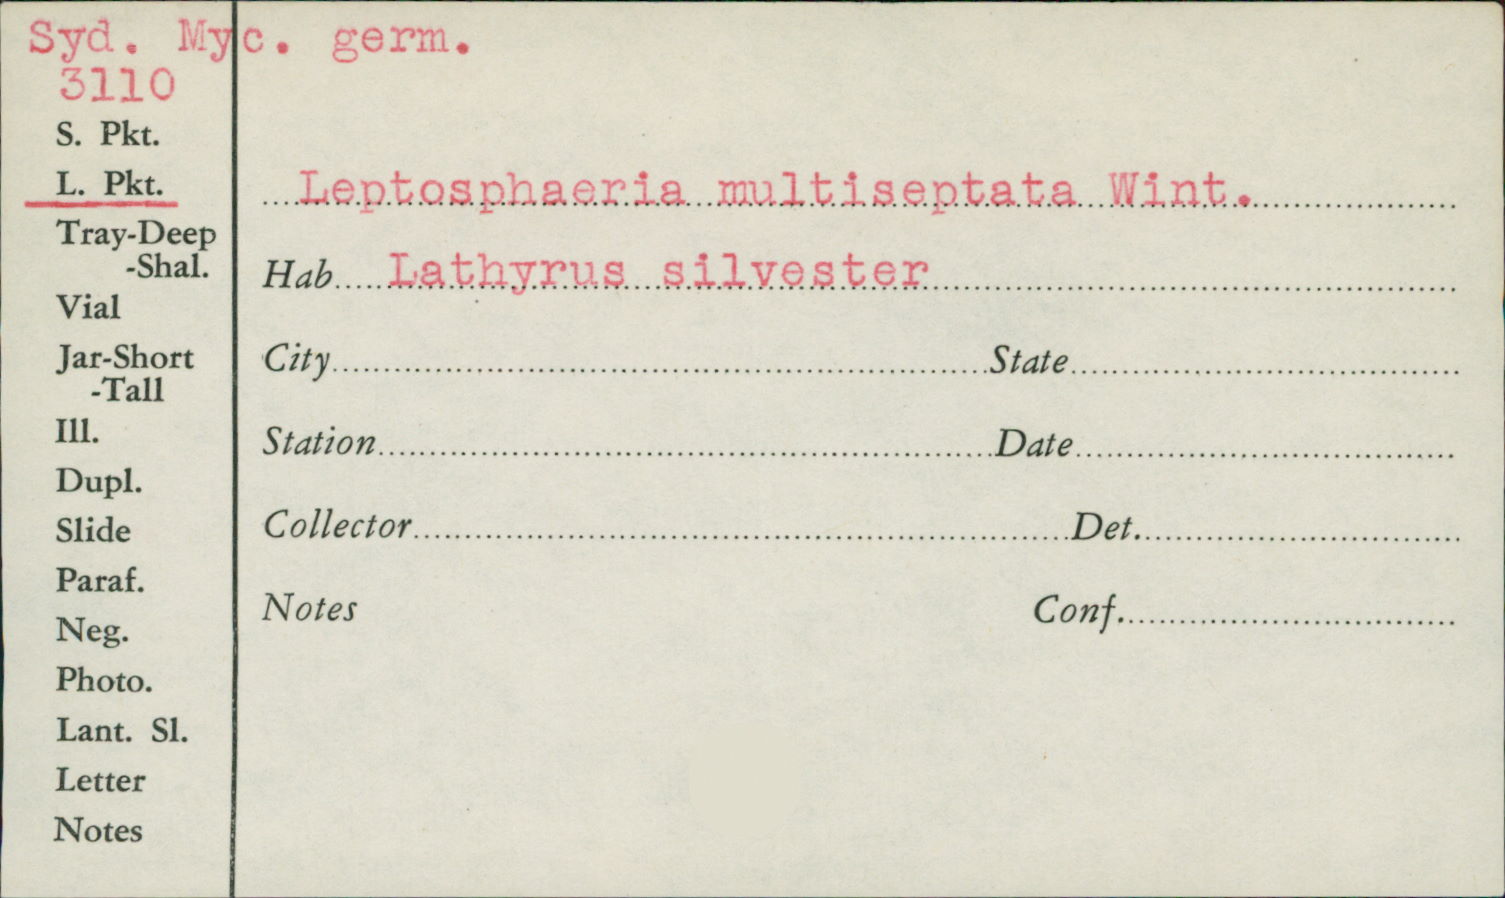 Syd. Myc. germ.
3110
S. Pkt.
L. Pkt.
Tray-Deep
-Shal.
Vial
Jar-Short
-Tall
Ill.
Dupl.
Slide
Paraf.
Neg.
Photo.
Lant. Sl.
Letter
Notes
Leptosphaeria multiseptata Wint.
Hab. Lathyrus silvester
City State
Station Date
Collector Det.
Notes Conf.